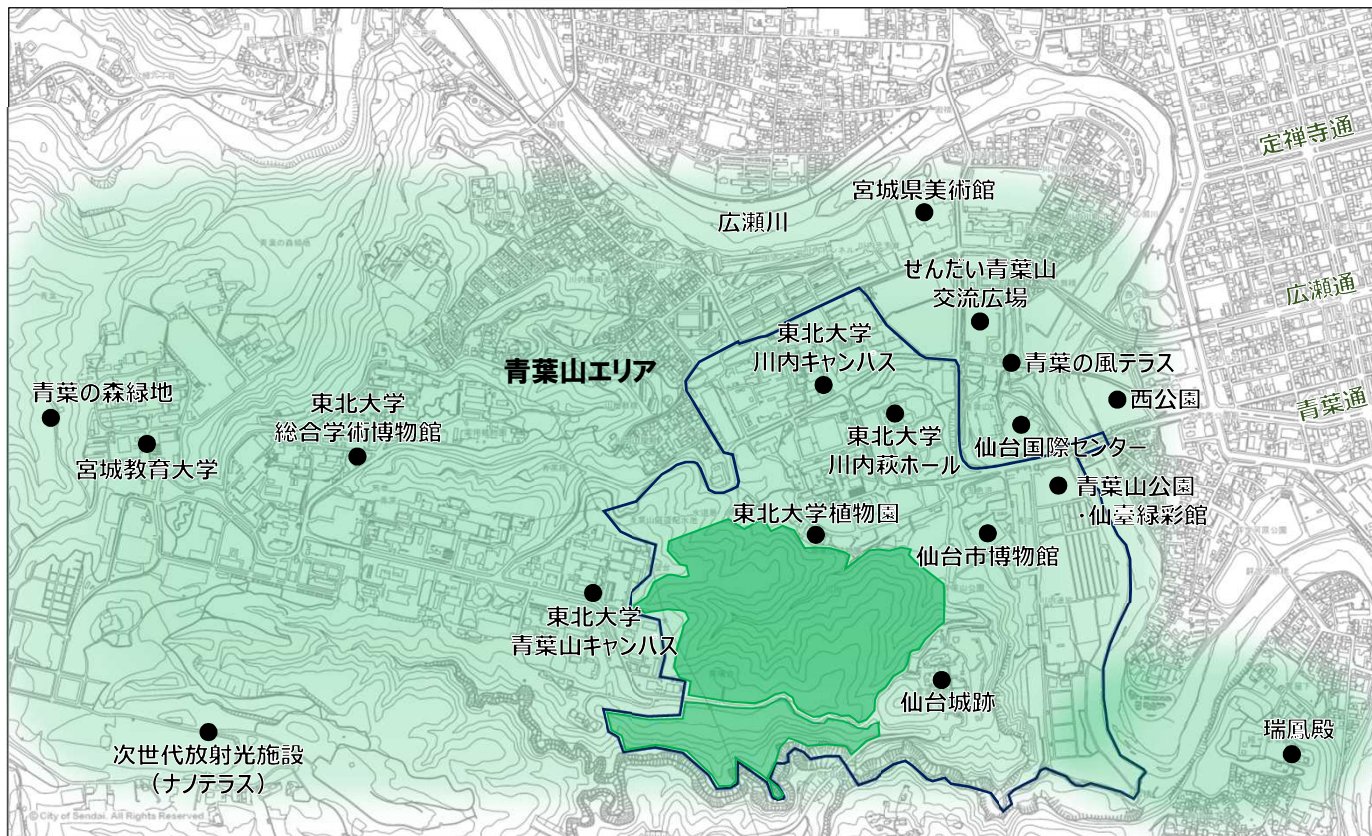 定禅寺通
宮城県美術館
広瀬川
せんだい青葉山
交流広場
広瀬通
東北大学
川内キャンハス
青葉の風テラス
青葉山エリア
青葉の森緑地
西公園
青葉通
東北大学
総合学術博物館
東北大学
川内萩ホール
仙台国際センター
宮城教育大学
青葉山公園
・仙臺緑彩館
東北大学植物園
仙台市博物館
東北大学
青葉山キャンハス
仙台城跡
瑞鳳殿
次世代放射光施設
（ナノテラス）
© City of Sendai. All Rights Reserved.